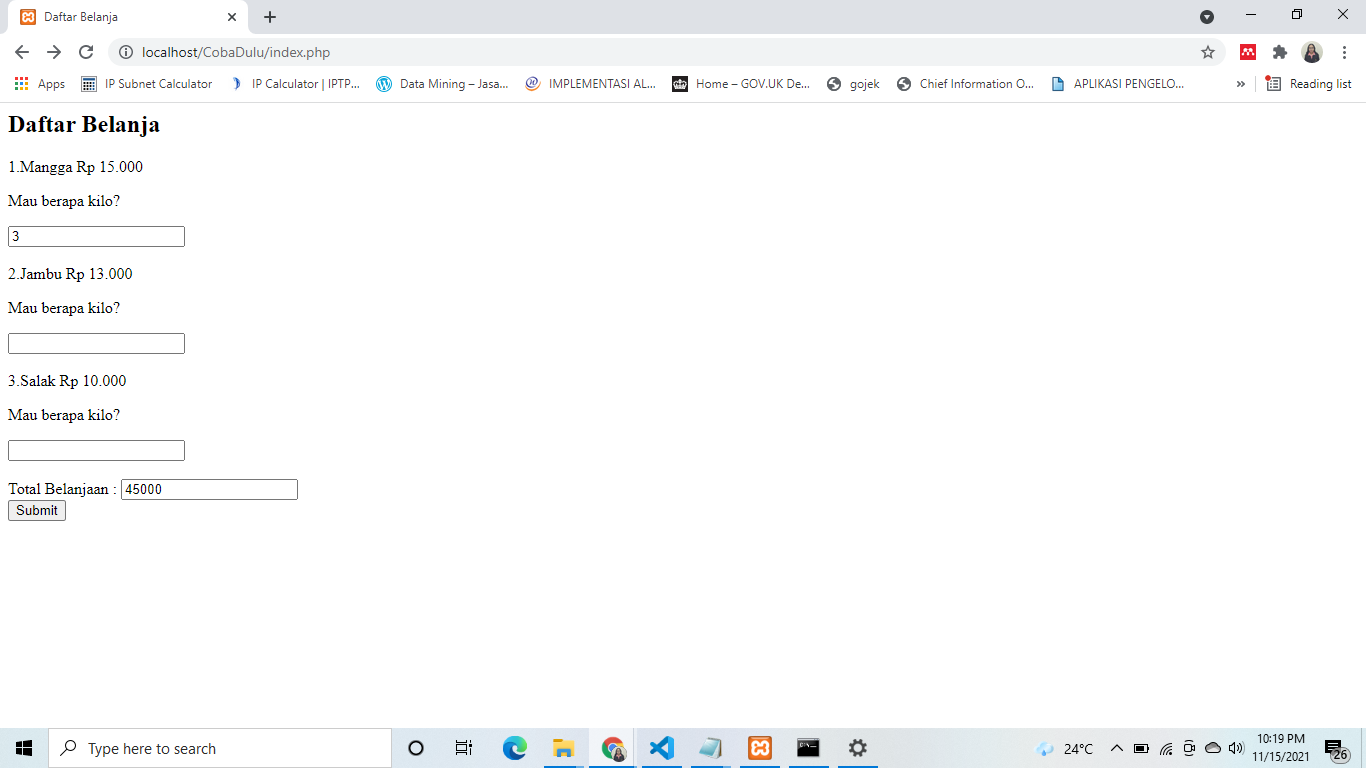 Daftar Belanja
localhost/CobaDulu/index.php
Apps IP Subnet Calculator IP Calculator | IPTP... Data Mining – Jasa... IMPLEMENTASI AL... Home – GOV.UK De... gojek Chief Information O... APLIKASI PENGELO... » Reading list
Daftar Belanja
1.Mangga Rp 15.000
Mau berapa kilo?
3
2.Jambu Rp 13.000
Mau berapa kilo?
3.Salak Rp 10.000
Mau berapa kilo?
Total Belanjaan : 45000
Submit
Type here to search
24°C
10:19 PM
11/15/2021
26